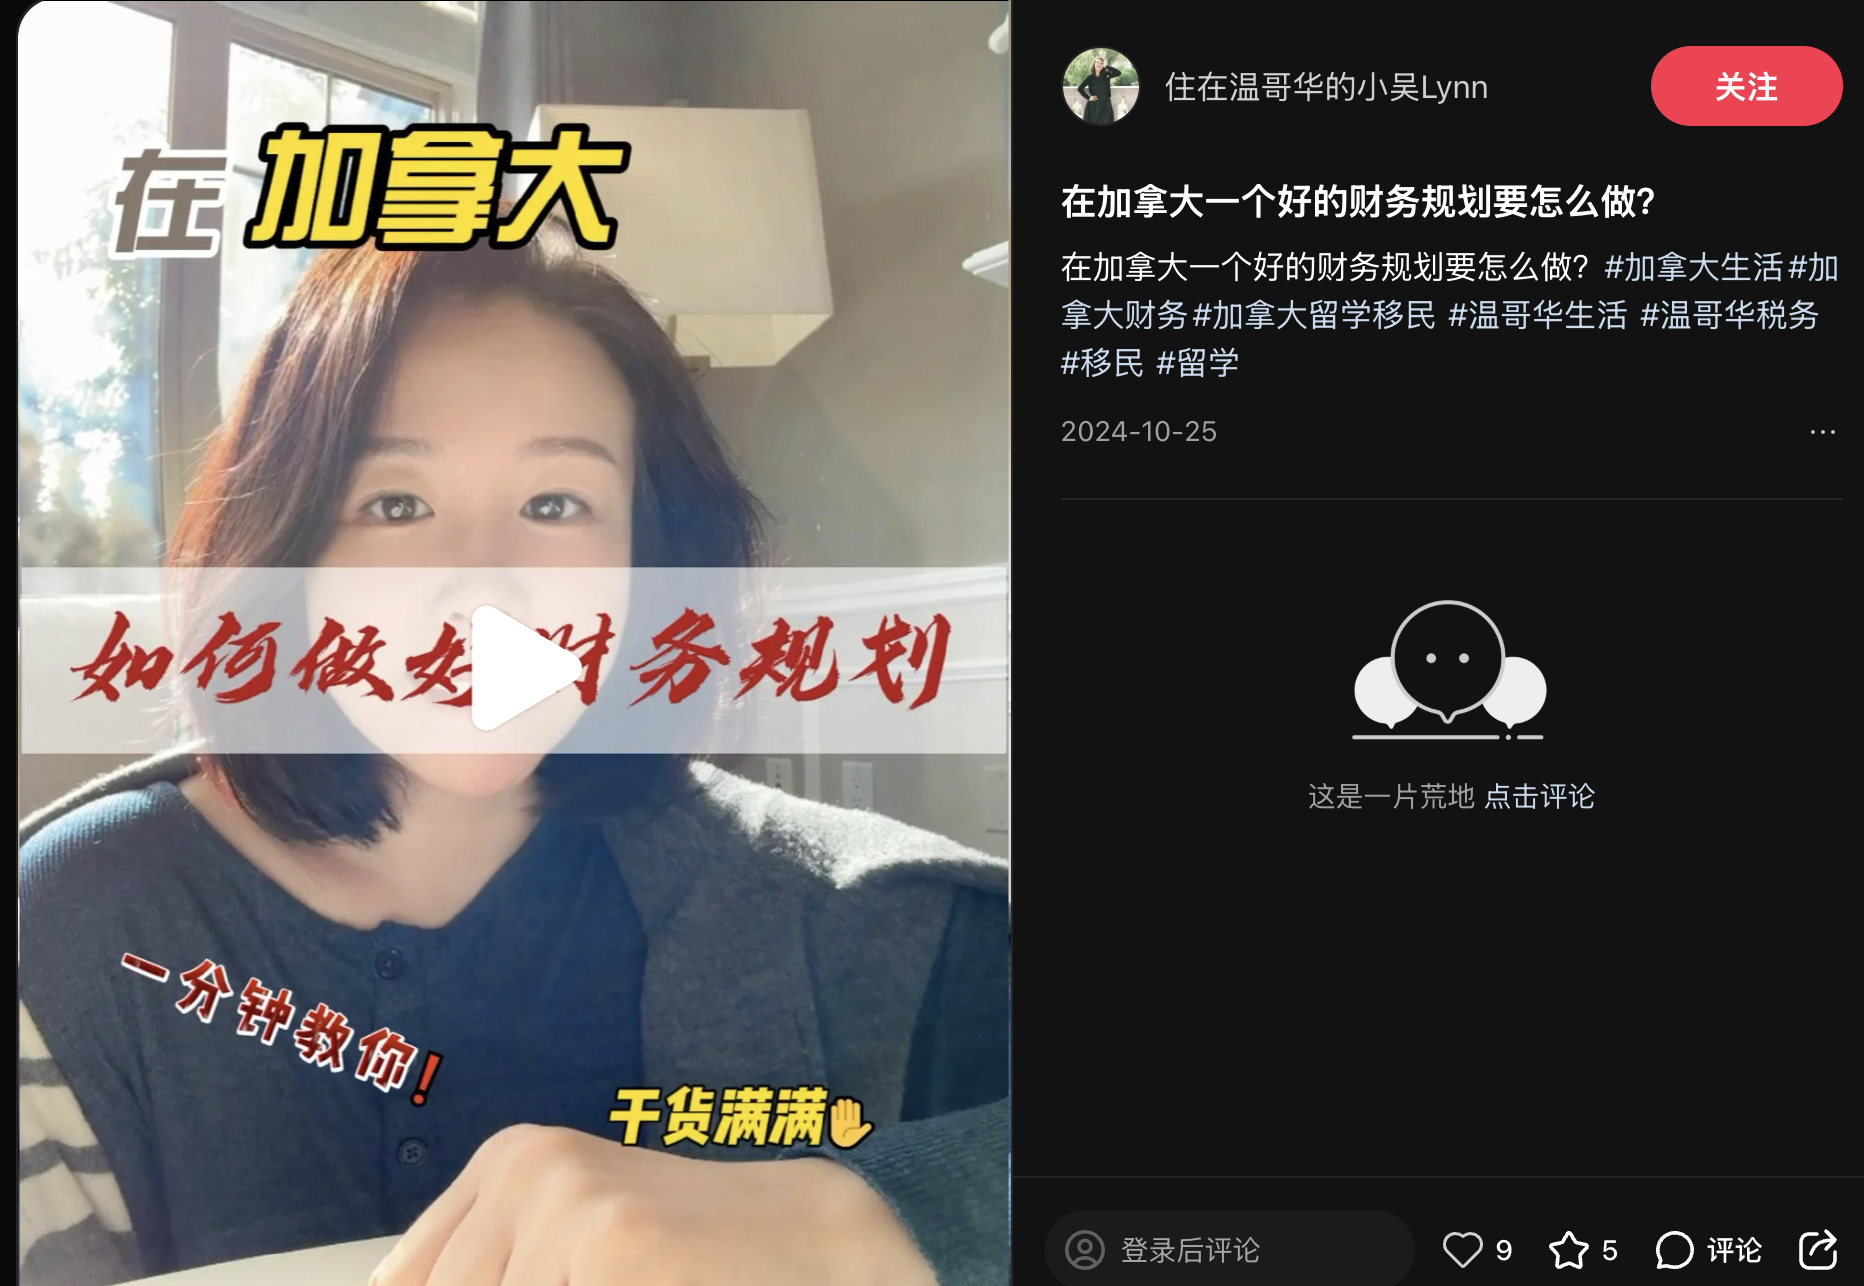 在 加拿大
如何做好财务规划
一分钟教你❗
干货满满✋
住在温哥华的小吴Lynn
关注
在加拿大一个好的财务规划要怎么做?
在加拿大一个好的财务规划要怎么做? #加拿大生活#加
拿大财务#加拿大留学移民 #温哥华生活 #温哥华税务
#移民 #留学
2024-10-25
这是一片荒地 点击评论
登录后评论
9
5
评论